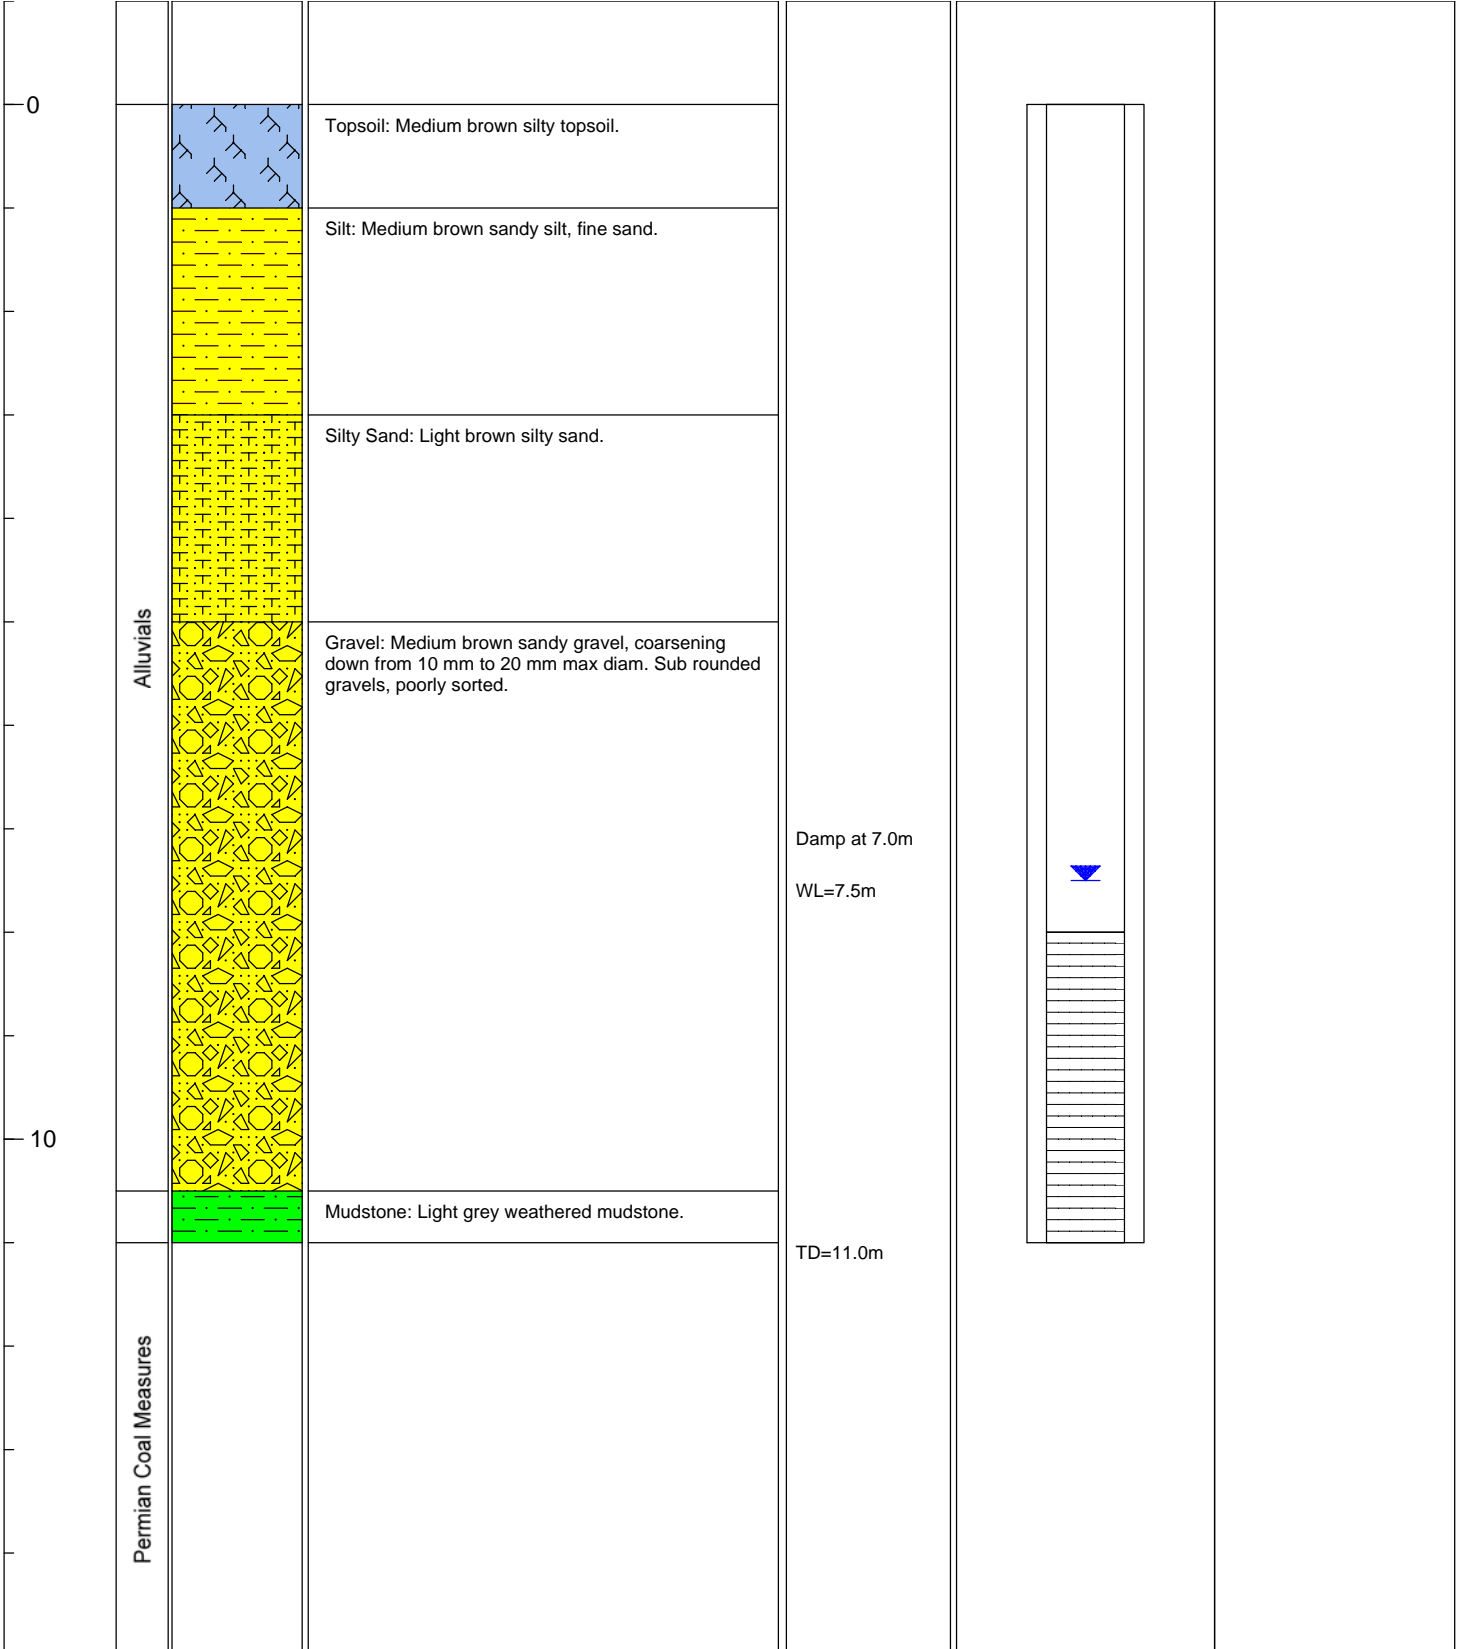 0
Topsoil: Medium brown silty topsoil.
Silt: Medium brown sandy silt, fine sand.
Silty Sand: Light brown silty sand.
Alluvials
Gravel: Medium brown sandy gravel, coarsening
down from 10 mm to 20 mm max diam. Sub rounded
gravels, poorly sorted.
Damp at 7.0m
WL=7.5m
10
Mudstone: Light grey weathered mudstone.
TD=11.0m
Permian Coal Measures